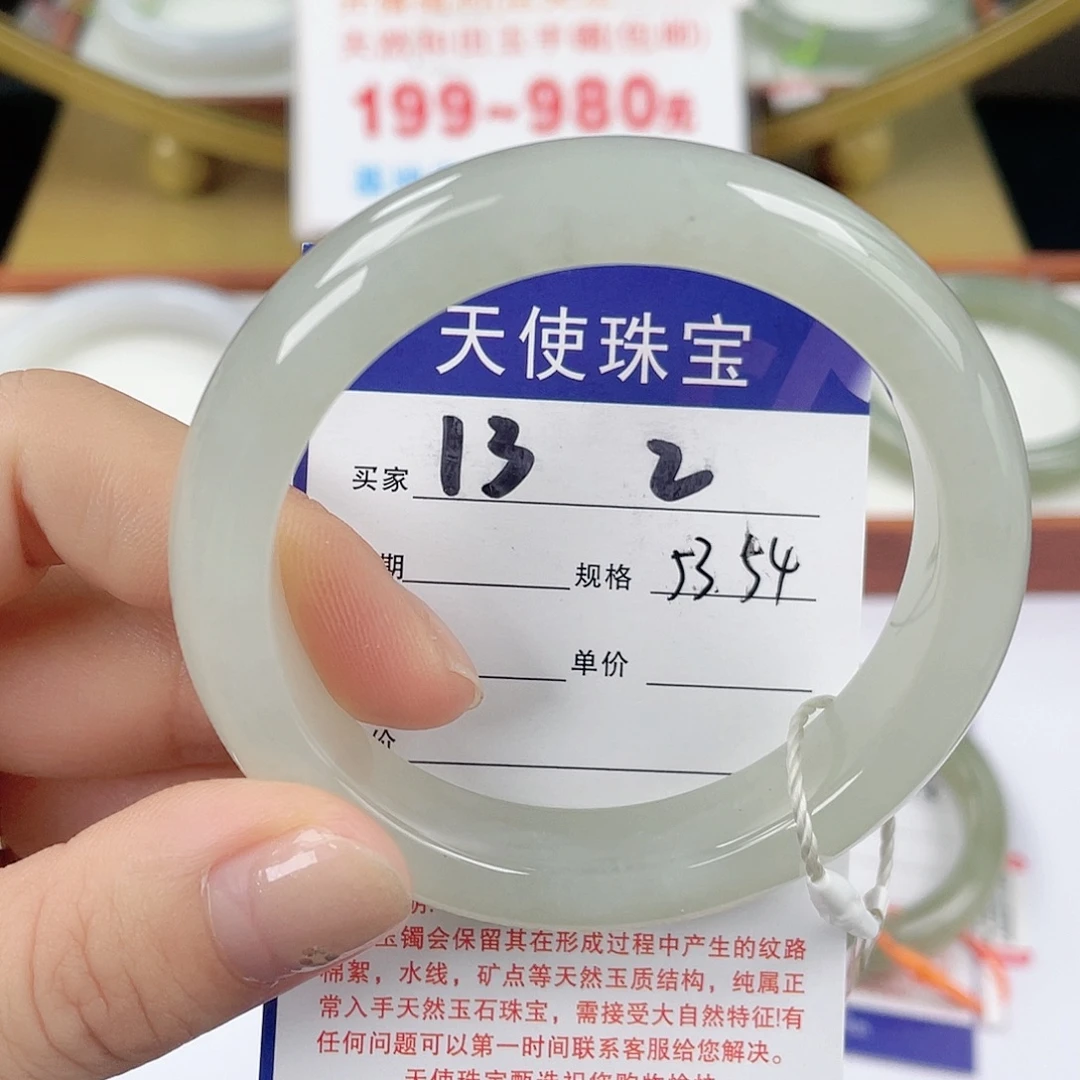 199~980元
天使珠宝
买家 13 2
期 规格 53.54
单价
价
玉镯会保留其在形成过程中产生的纹路
棉絮，水线，矿点等天然玉质结构，纯属正
常入手天然玉石珠宝，需接受大自然特征!有
任何问题可以第一时间联系客服给您解决。